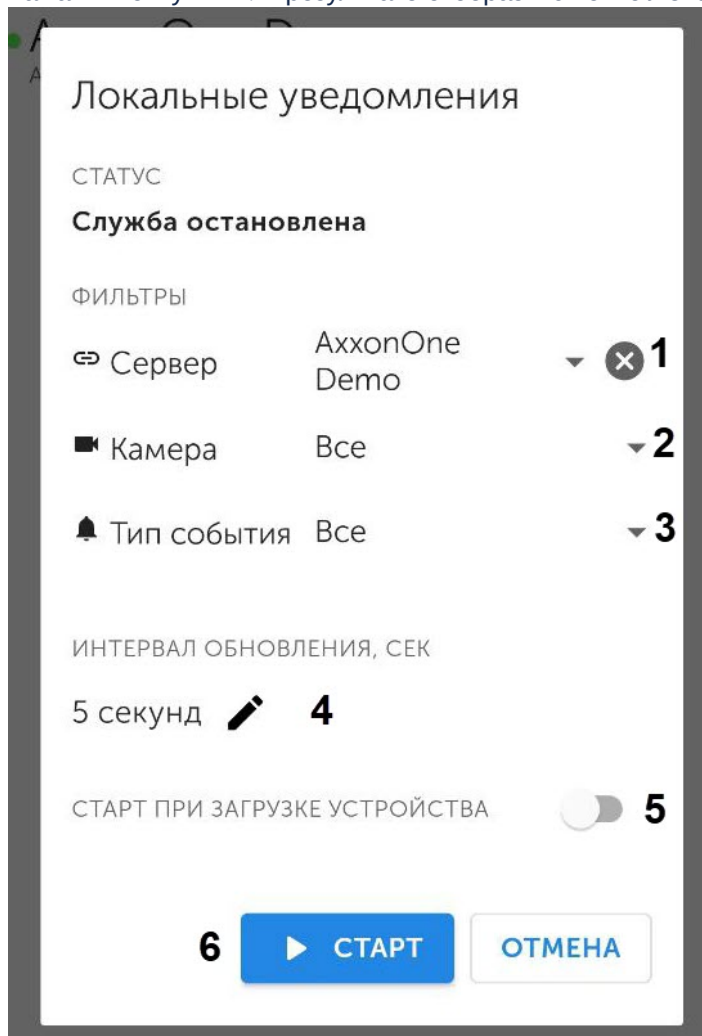 Локальные уведомления
СТАТУС
Служба остановлена
ФИЛЬТРЫ
Сервер AxxonOne Demo 1
Камера Все 2
Тип события Все 3
ИНТЕРВАЛ ОБНОВЛЕНИЯ, СЕК
5 секунд 4
СТАРТ ПРИ ЗАГРУЗКЕ УСТРОЙСТВА 5
6 СТАРТ ОТМЕНА